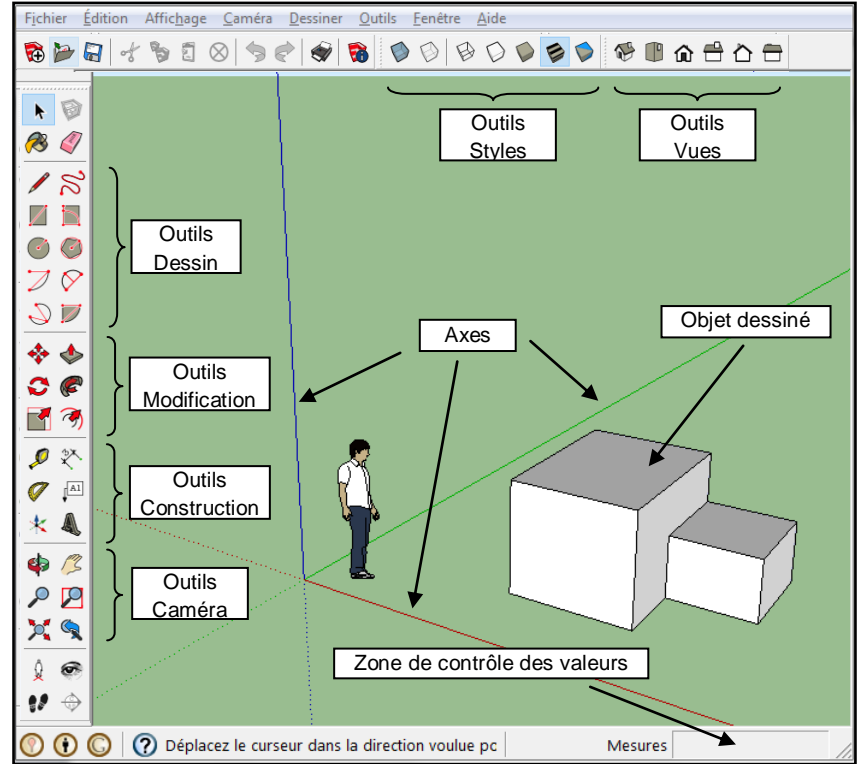 Fichier Édition Affichage Caméra Dessiner Outils Fenêtre Aide
Outils
Styles
Outils
Vues
Outils
Dessin
Axes
Objet dessiné
Outils
Modification
Outils
Construction
A1
Outils
Caméra
Zone de contrôle des valeurs
Déplacez le curseur dans la direction voulue pc
Mesures